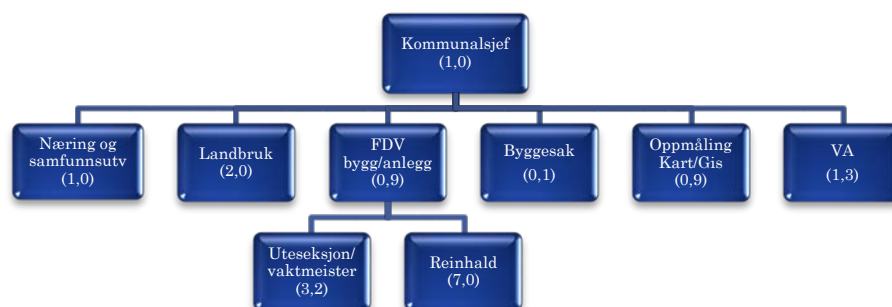 Kommunalsjef
(1,0)
Næring og
samfunnsutv
(1,0)
Landbruk
(2,0)
FDV
bygg/anlegg
(0,9)
Byggesak
(0,1)
Oppmåling
Kart/Gis
(0,9)
VA
(1,3)
Uteseksjon/
vaktmeister
(3,2)
Reinhald
(7,0)